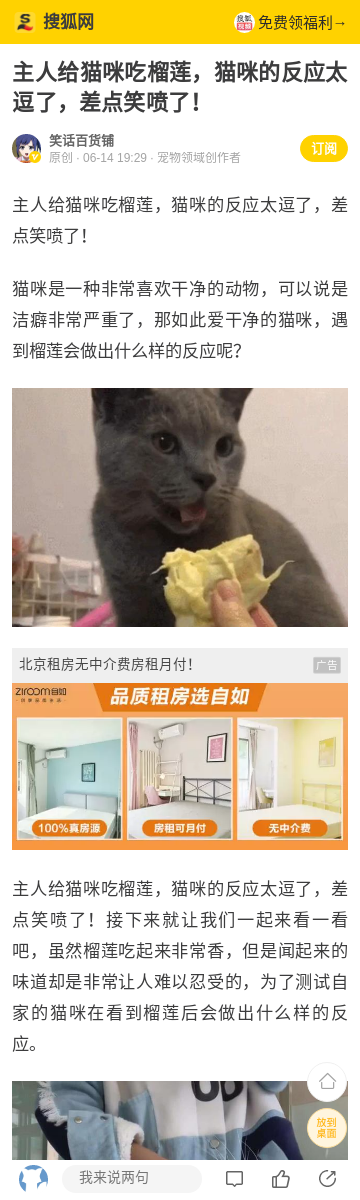 搜狐网
搜狐
视频
免费领福利→
主人给猫咪吃榴莲，猫咪的反应太
逗了，差点笑喷了！
笑话百货铺
原创 · 06-14 19:29 · 宠物领域创作者
订阅
主人给猫咪吃榴莲，猫咪的反应太逗了，差
点笑喷了！
猫咪是一种非常喜欢干净的动物，可以说是
洁癖非常严重了，那如此爱干净的猫咪，遇
到榴莲会做出什么样的反应呢？
北京租房无中介费房租月付！
广告
ZIROOM自如
品质租房选自如
100%真房源
房租可月付
无中介费
主人给猫咪吃榴莲，猫咪的反应太逗了，差
点笑喷了！接下来就让我们一起来看一看
吧，虽然榴莲吃起来非常香，但是闻起来的
味道却是非常让人难以忍受的，为了测试自
家的猫咪在看到榴莲后会做出什么样的反
应。
放到
桌面
我来说两句